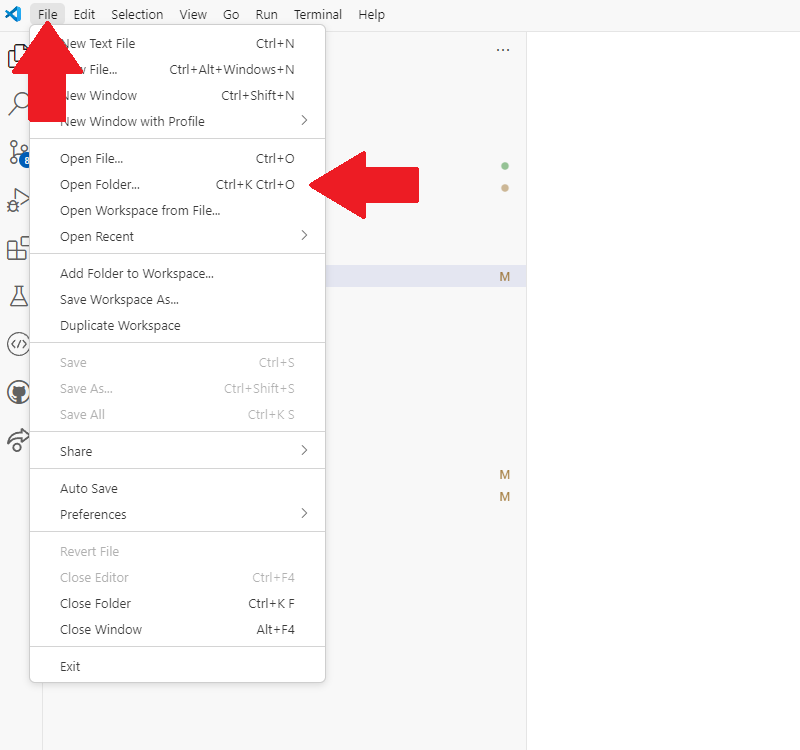 File Edit Selection View Go Run Terminal Help
New Text File Ctrl+N
File... Ctrl+Alt+Windows+N
New Window Ctrl+Shift+N
New Window with Profile
Open File... Ctrl+O
Open Folder... Ctrl+K Ctrl+O
Open Workspace from File...
Open Recent
Add Folder to Workspace...
M
Save Workspace As...
Duplicate Workspace
Save Ctrl+S
Save As... Ctrl+Shift+S
Save All Ctrl+K S
Share
M
Auto Save
M
Preferences
Revert File
Close Editor Ctrl+F4
Close Folder Ctrl+K F
Close Window Alt+F4
Exit